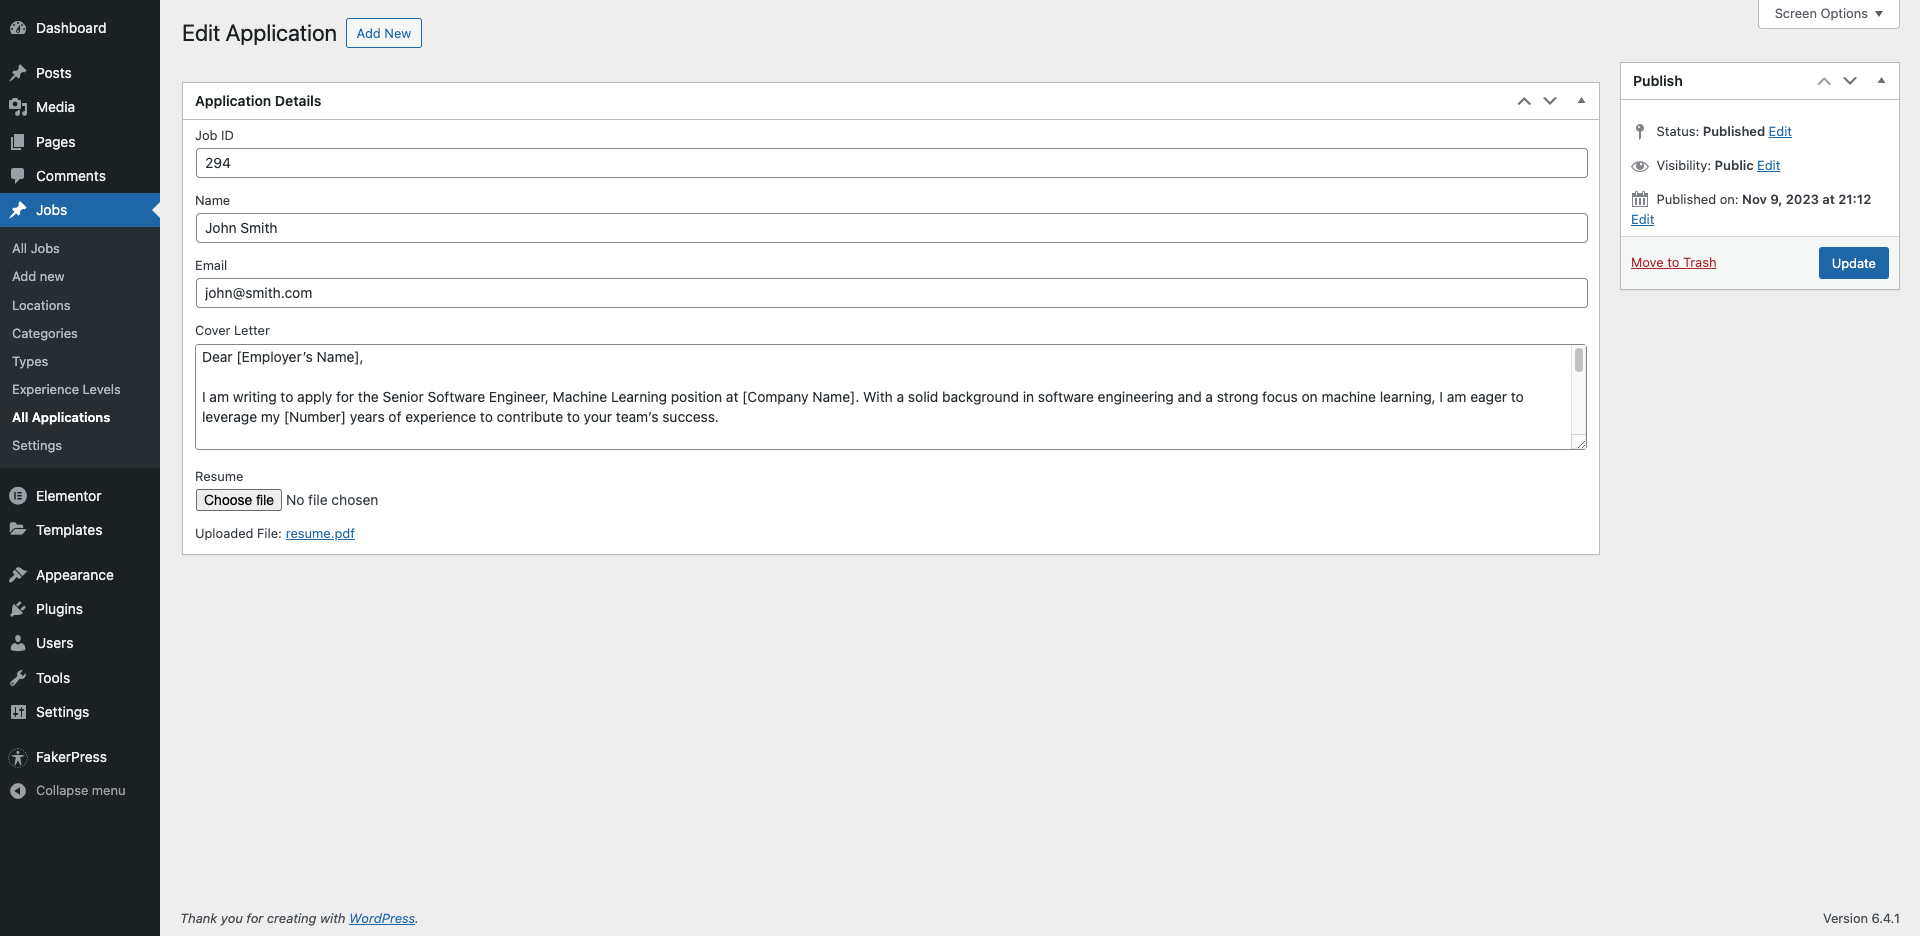 Dashboard
Posts
Media
Pages
Comments
Jobs
All Jobs
Add new
Locations
Categories
Types
Experience Levels
All Applications
Settings
Elementor
Templates
Appearance
Plugins
Users
Tools
Settings
FakerPress
Collapse menu
Screen Options
Edit Application Add New
Application Details
Job ID
294
Name
John Smith
Email
john@smith.com
Cover Letter
Dear [Employer’s Name],
I am writing to apply for the Senior Software Engineer, Machine Learning position at [Company Name]. With a solid background in software engineering and a strong focus on machine learning, I am eager to
leverage my [Number] years of experience to contribute to your team’s success.
Resume
Choose file No file chosen
Uploaded File: resume.pdf
Publish
Status: Published Edit
Visibility: Public Edit
Published on: Nov 9, 2023 at 21:12
Edit
Move to Trash Update
Thank you for creating with WordPress.
Version 6.4.1